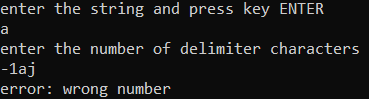 enter the string and press key ENTER
a
enter the number of delimiter characters
-1aj
error: wrong number